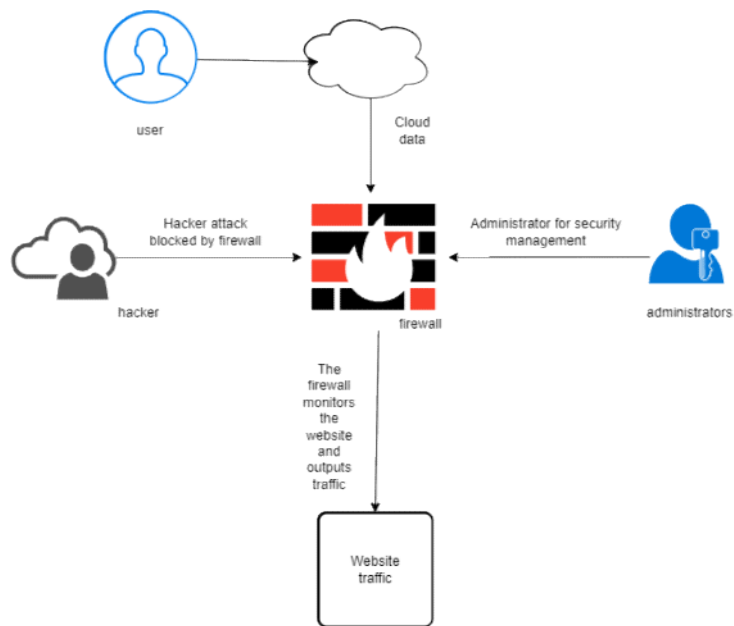 user
Cloud
data
Hacker attack
blocked by firewall
Administrator for security
management
hacker
administrators
firewall
The
firewall
monitors
the
website
and
outputs
traffic
Website
traffic